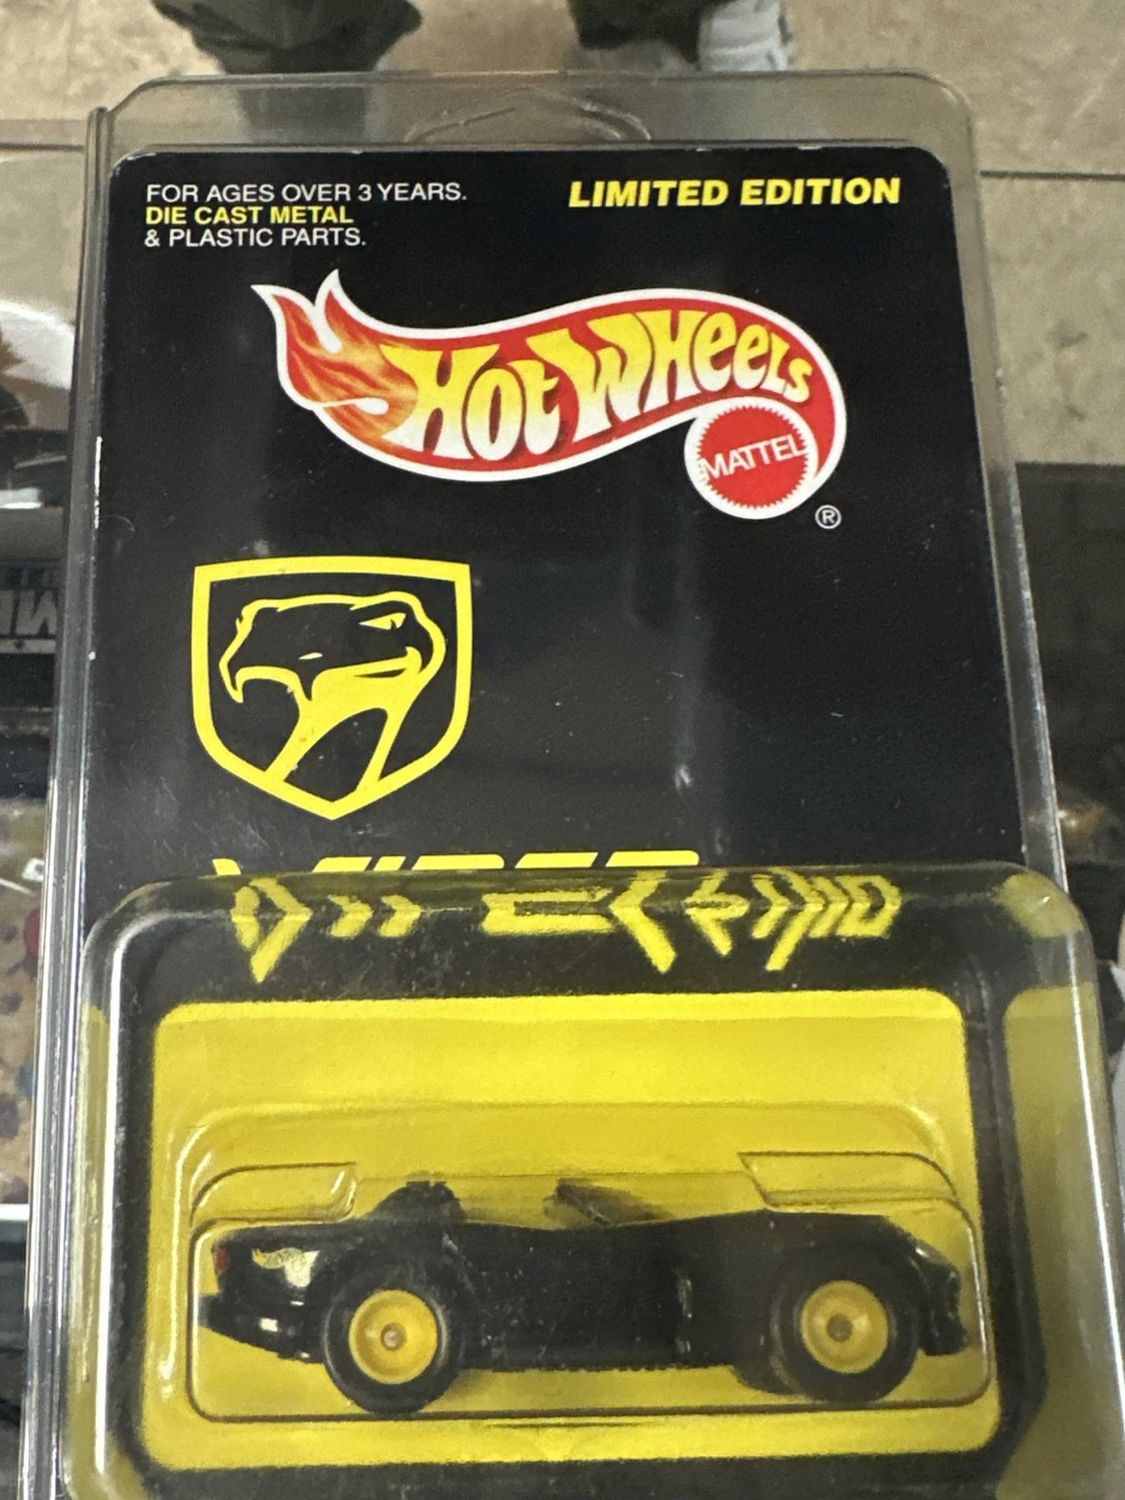 FOR AGES OVER 3 YEARS.
DIE CAST METAL
& PLASTIC PARTS.
LIMITED EDITION
HOT WHEELS
MATTEL
®